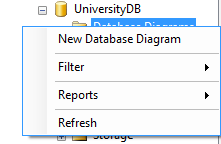 UniversityDB
Database Diagrams
New Database Diagram
Filter
Reports
Refresh
Storage